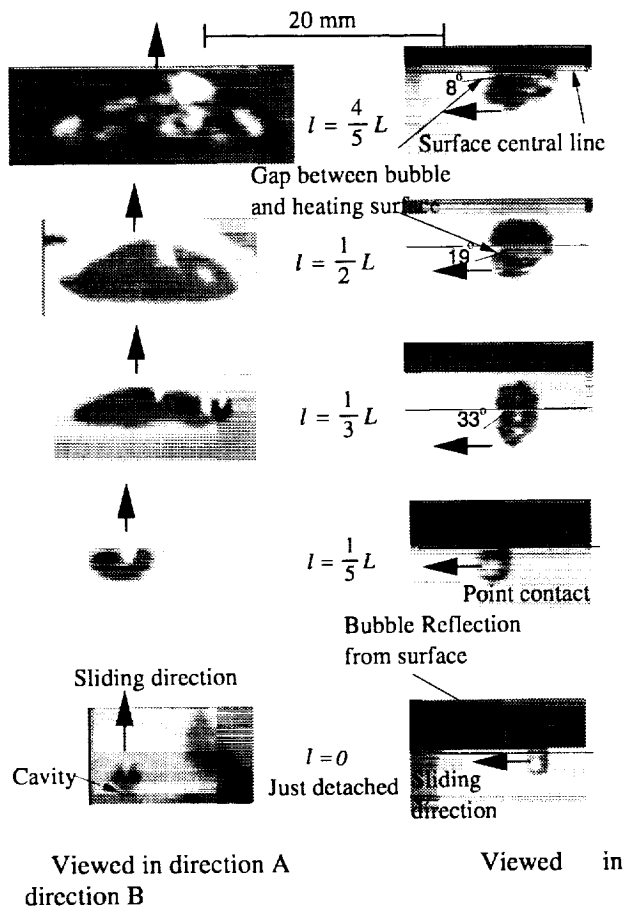 20 mm
8°
l = 4/5 L
Surface central line
Gap between bubble
and heating surface
l = 1/2 L
19°
l = 1/3 L
33°
l = 1/5 L
Point contact
Bubble Reflection
from surface
Sliding direction
Cavity
l = 0
Just detached
Sliding
direction
Viewed in direction A
Viewed in
direction B